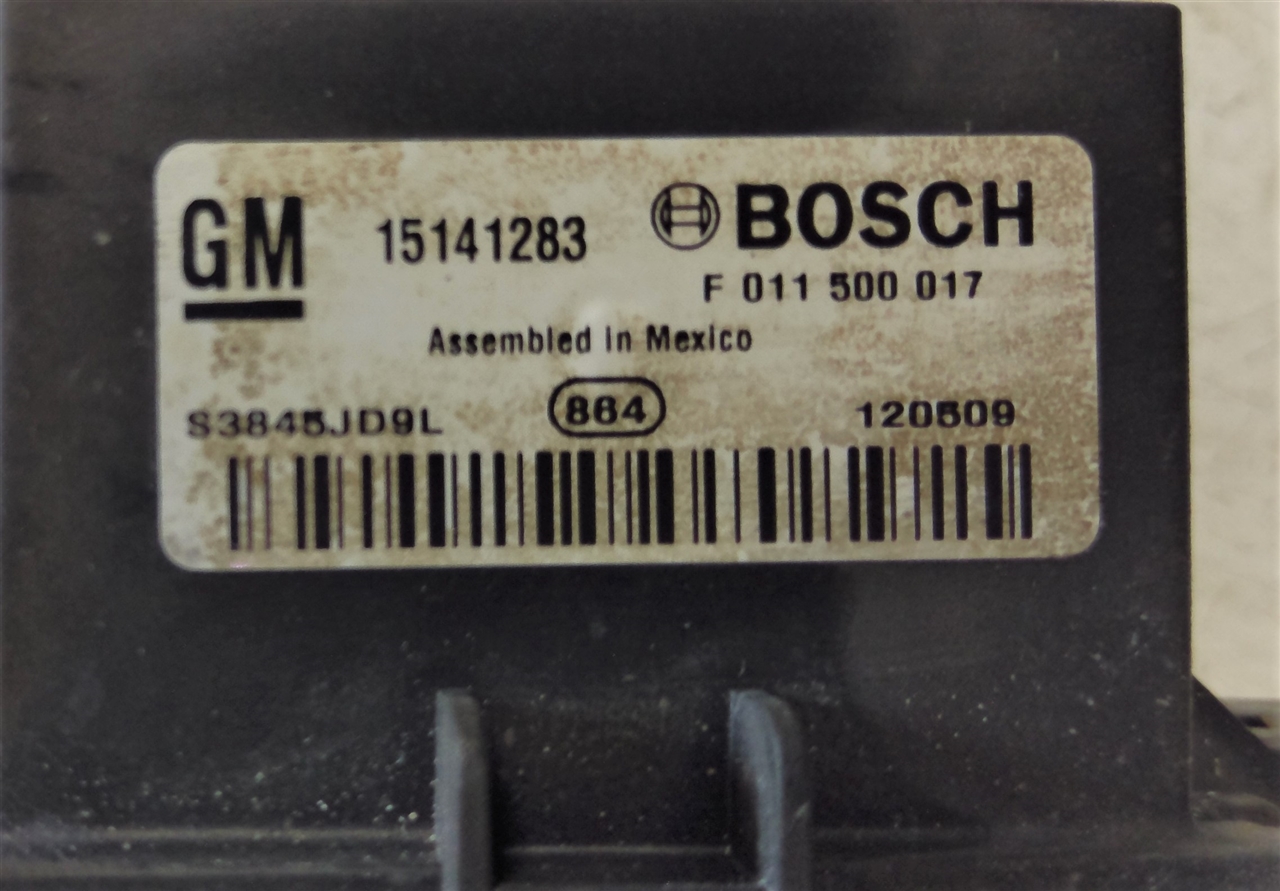 GM 15141283 BOSCH
F 011 500 017
Assembled in Mexico
S3845JD9L 864 120509